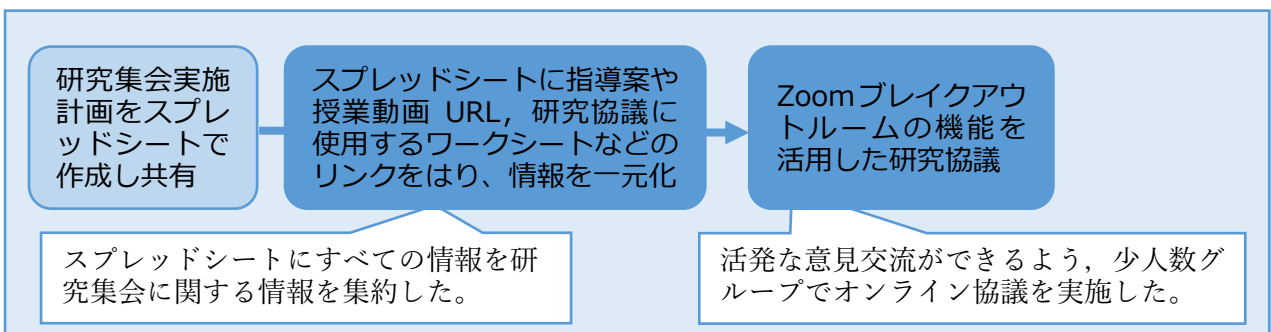 研究集会実施
計画をスプレ
ッドシートで
作成し共有
スプレッドシートに指導案や
授業動画 URL，研究協議に
使用するワークシートなどの
リンクをはり、情報を一元化
Zoomブレイクアウ
トルームの機能を
活用した研究協議
スプレッドシートにすべての情報を研
究集会に関する情報を集約した。
活発な意見交流ができるよう，少人数グ
ループでオンライン協議を実施した。